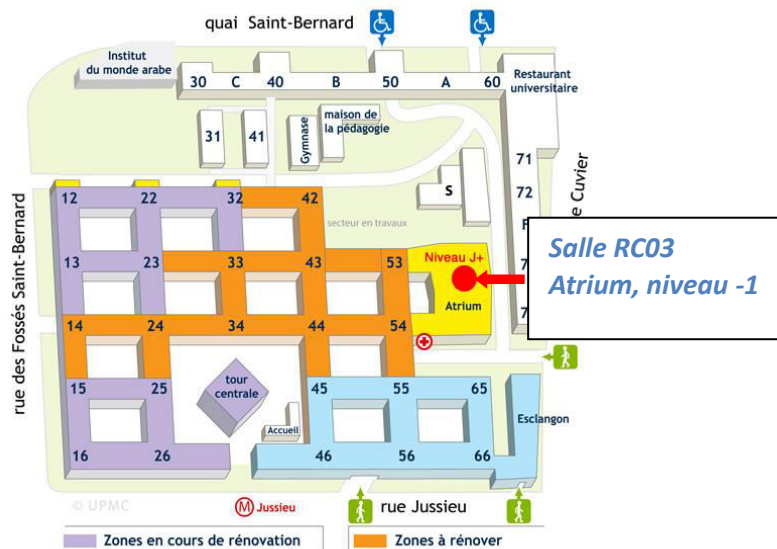 quai Saint-Bernard
Institut
du monde arabe
30 C 40 B 50 A 60
Restaurant
universitaire
31
41
Gymnase
maison de
la pédagogie
71
72
S
Cuvier
12 22 32 42
secteur en travaux
rue des Fossés Saint-Bernard
13 23 33 43 53
Niveau J+
Atrium
Salle RC03
Atrium, niveau -1
14 24 34 44 54
tour
centrale
15 25 45 55 65
Accueil
Esclangon
16 26 46 56 66
© UPMC
M Jussieu
rue Jussieu
Zones en cours de rénovation
Zones à rénover